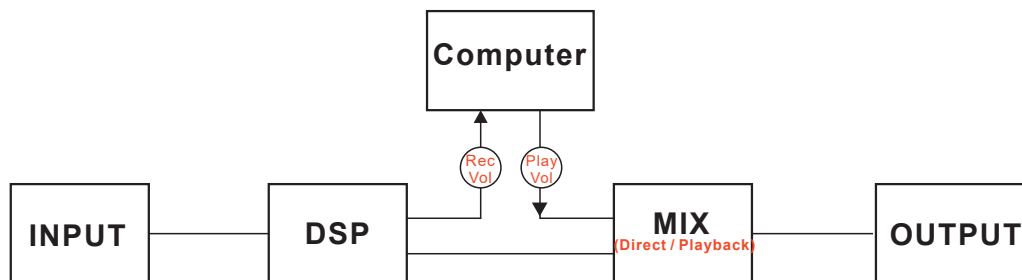 Computer
Rec
Vol
Play
Vol
INPUT
DSP
MIX
(Direct / Playback)
OUTPUT